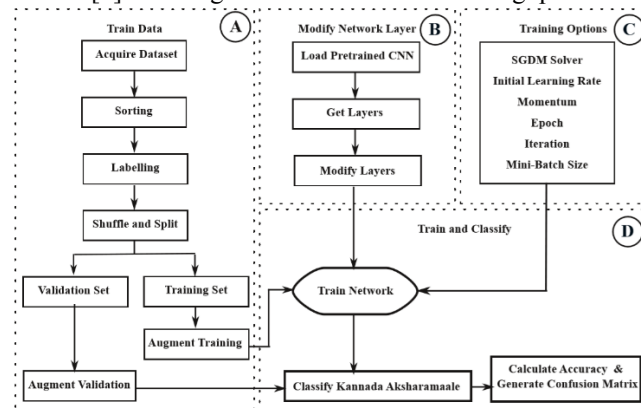 Train Data
A
Acquire Dataset
Sorting
Labelling
Shuffle and Split
Validation Set
Training Set
Augment Training
Augment Validation
Modify Network Layer
B
Load Pretrained CNN
Get Layers
Modify Layers
Training Options
C
SGDM Solver
Initial Learning Rate
Momentum
Epoch
Iteration
Mini-Batch Size
Train and Classify
D
Train Network
Classify Kannada Aksharamaale
Calculate Accuracy &
Generate Confusion Matrix